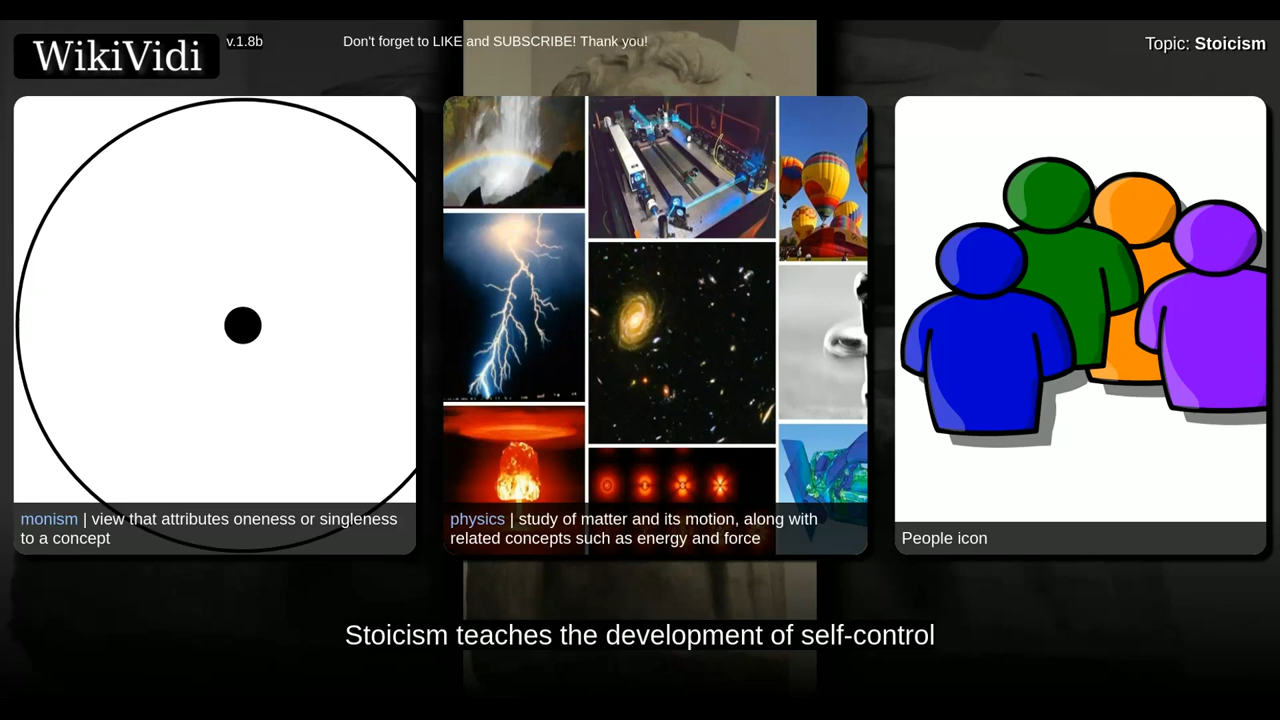 WikiVidi
v.1.8b
Don't forget to LIKE and SUBSCRIBE! Thank you!
Topic: Stoicism
monism | view that attributes oneness or singleness
to a concept
physics | study of matter and its motion, along with
related concepts such as energy and force
People icon
Stoicism teaches the development of self-control